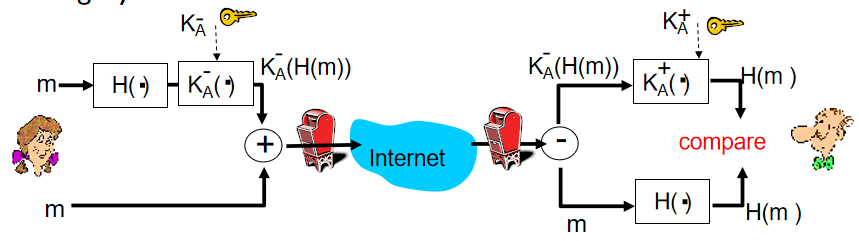 K_A^-
K_A^+
m
H(·)
K_A^-(·)
K_A^-(H(m))
K_A^-(H(m))
K_A^+(·)
H(m )
+
Internet
-
compare
m
m
H(·)
H(m )